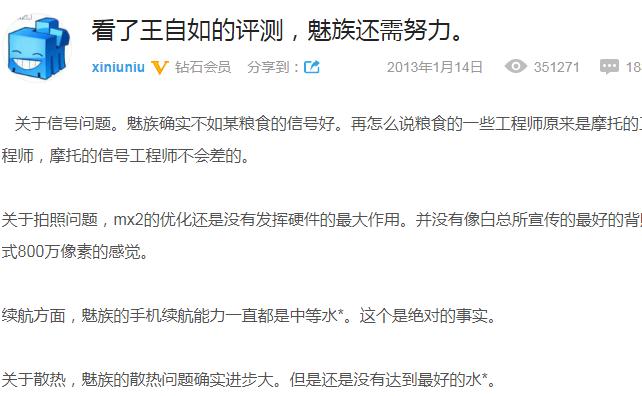 看了王自如的评测，魅族还需努力。
xiniuniu 钻石会员 分享到： 2013年1月14日 351271 18
关于信号问题。魅族确实不如某粮食的信号好。再怎么说粮食的一些工程师原来是摩托的
程师，摩托的信号工程师不会差的。
关于拍照问题，mx2的优化还是没有发挥硬件的最大作用。并没有像白总所宣传的最好的背
式800万像素的感觉。
续航方面，魅族的手机续航能力一直都是中等水*。这个是绝对的事实。
关于散热，魅族的散热问题确实进步大。但是还是没有达到最好的水*。